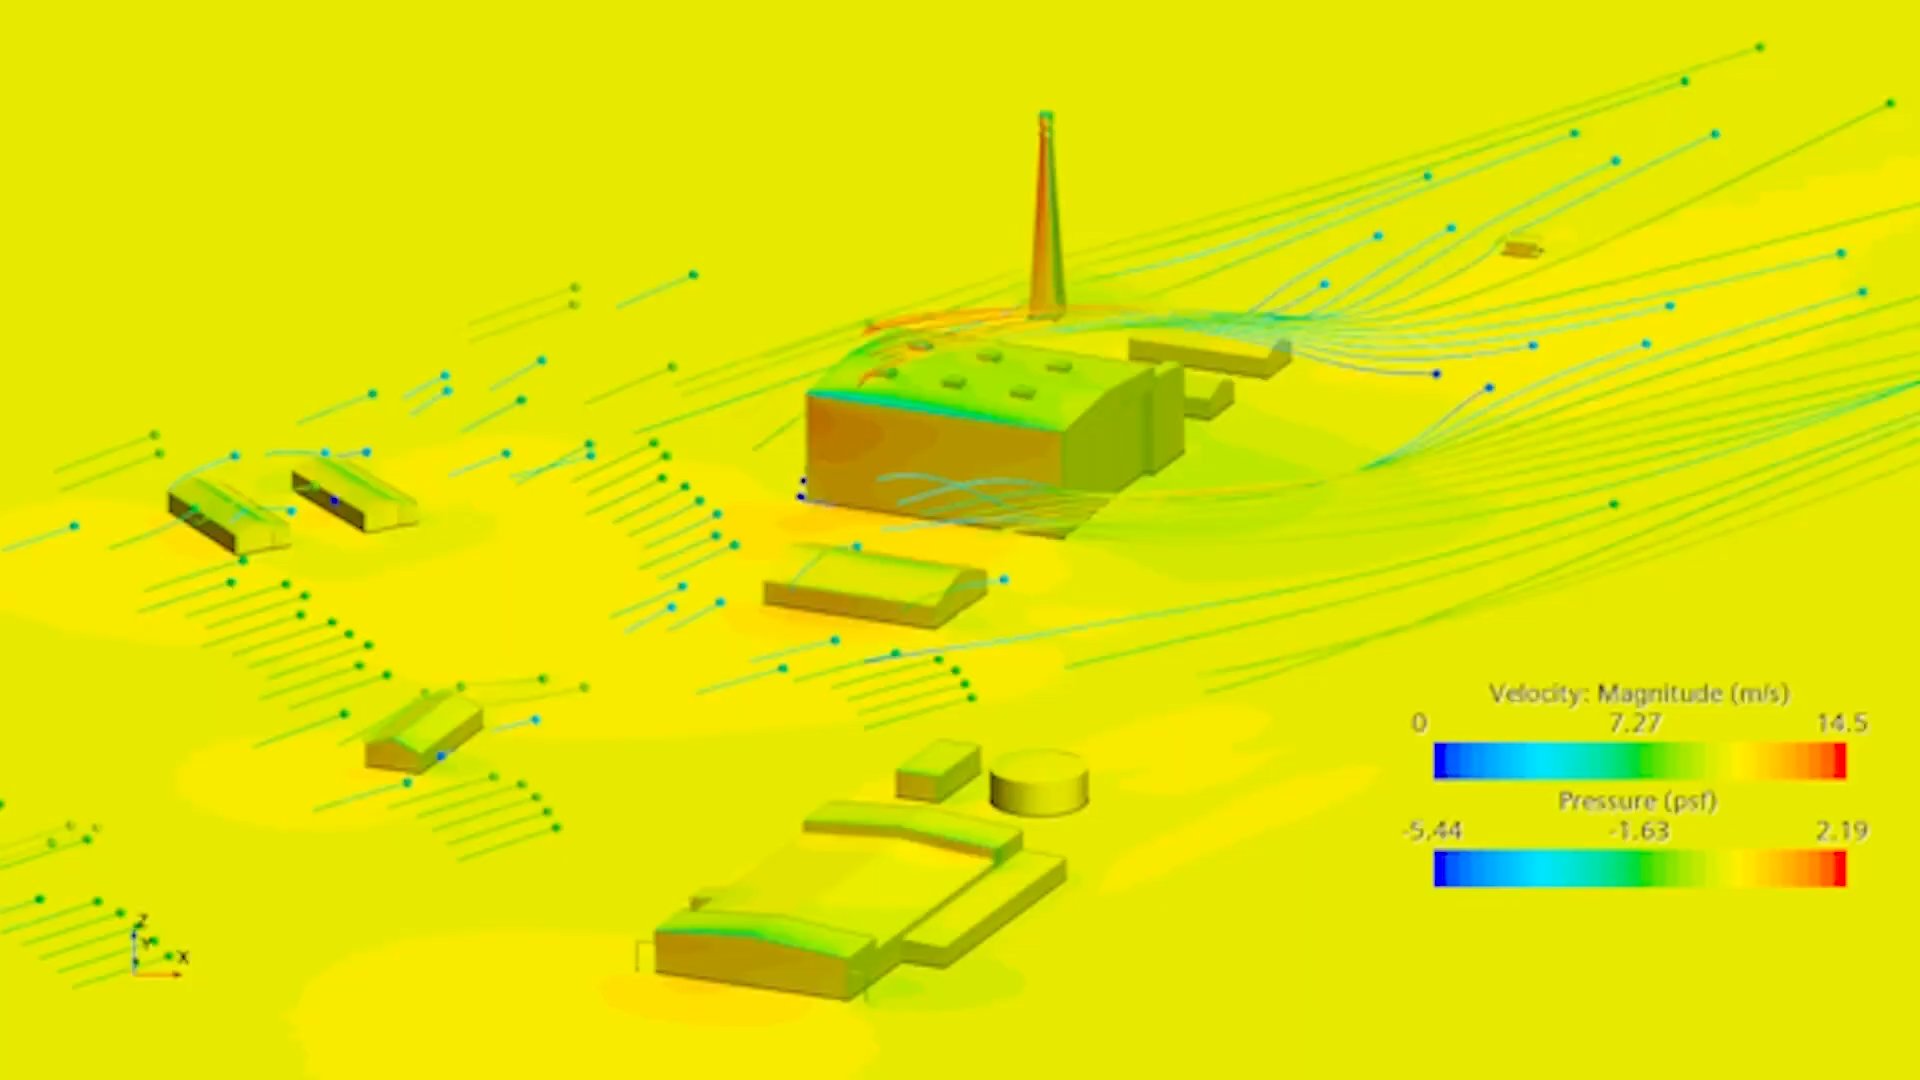 Velocity: Magnitude (m/s)
0 7.27 14.5
Pressure (psf)
-5.44 -1.63 2.19
Z
Y
X